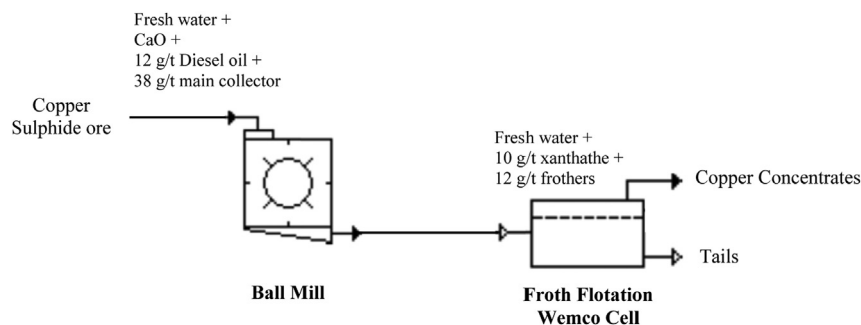 Fresh water +
CaO +
12 g/t Diesel oil +
38 g/t main collector
Copper
Sulphide ore
Fresh water +
10 g/t xanthathe +
12 g/t frothers
Copper Concentrates
Tails
Ball Mill
Froth Flotation
Wemco Cell